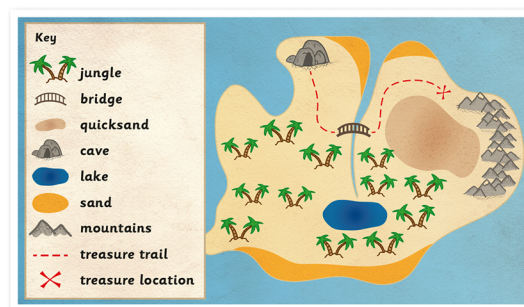 Key
jungle
bridge
quicksand
cave
lake
sand
mountains
treasure trail
treasure location